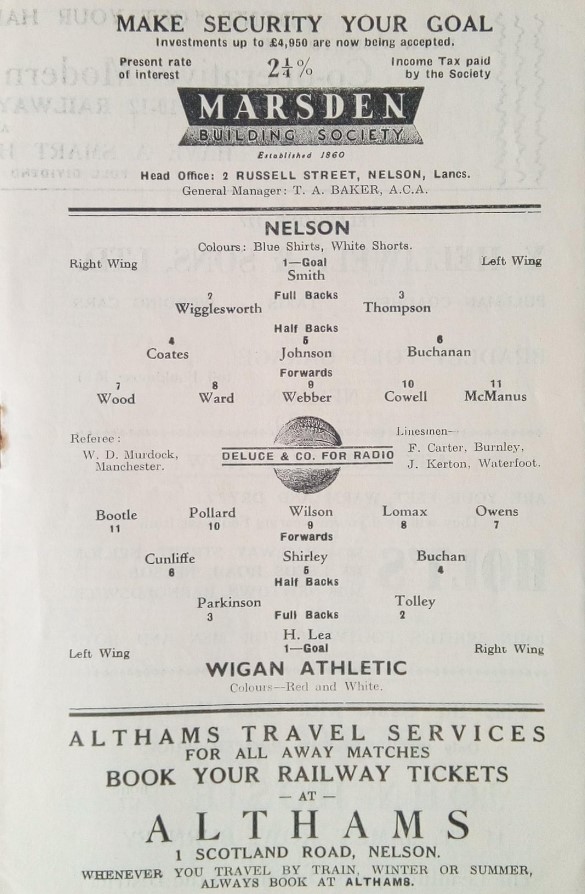 MAKE SECURITY YOUR GOAL
Investments up to £4,950 are now being accepted.
Present rate of interest 2¼% Income Tax paid by the Society
MARSDEN
BUILDING SOCIETY
Established 1860
Head Office: 2 RUSSELL STREET, NELSON, Lancs.
General Manager: T. A. BAKER, A.C.A.
NELSON
Colours: Blue Shirts, White Shorts.
Right Wing 1—Goal Left Wing
Smith
2 Full Backs 3
Wigglesworth Thompson
Half Backs
4 5 6
Coates Johnson Buchanan
Forwards
7 8 9 10 11
Wood Ward Webber Cowell McManus
Referee:
W. D. Murdock,
Manchester.
DELUCE & CO. FOR RADIO
Linesmen—
F. Carter, Burnley,
J. Kerton, Waterfoot.
Bootle Pollard Wilson Lomax Owens
11 10 9 8 7
Forwards
Cunliffe Shirley Buchan
6 5 4
Half Backs
Parkinson Tolley
3 Full Backs 2
H. Lea
Left Wing 1—Goal Right Wing
WIGAN ATHLETIC
Colours—Red and White.
ALTHAMS TRAVEL SERVICES
FOR ALL AWAY MATCHES
BOOK YOUR RAILWAY TICKETS
— AT —
ALTHAMS
1 SCOTLAND ROAD, NELSON.
WHENEVER YOU TRAVEL BY TRAIN, WINTER OR SUMMER,
ALWAYS BOOK AT ALTHAMS.